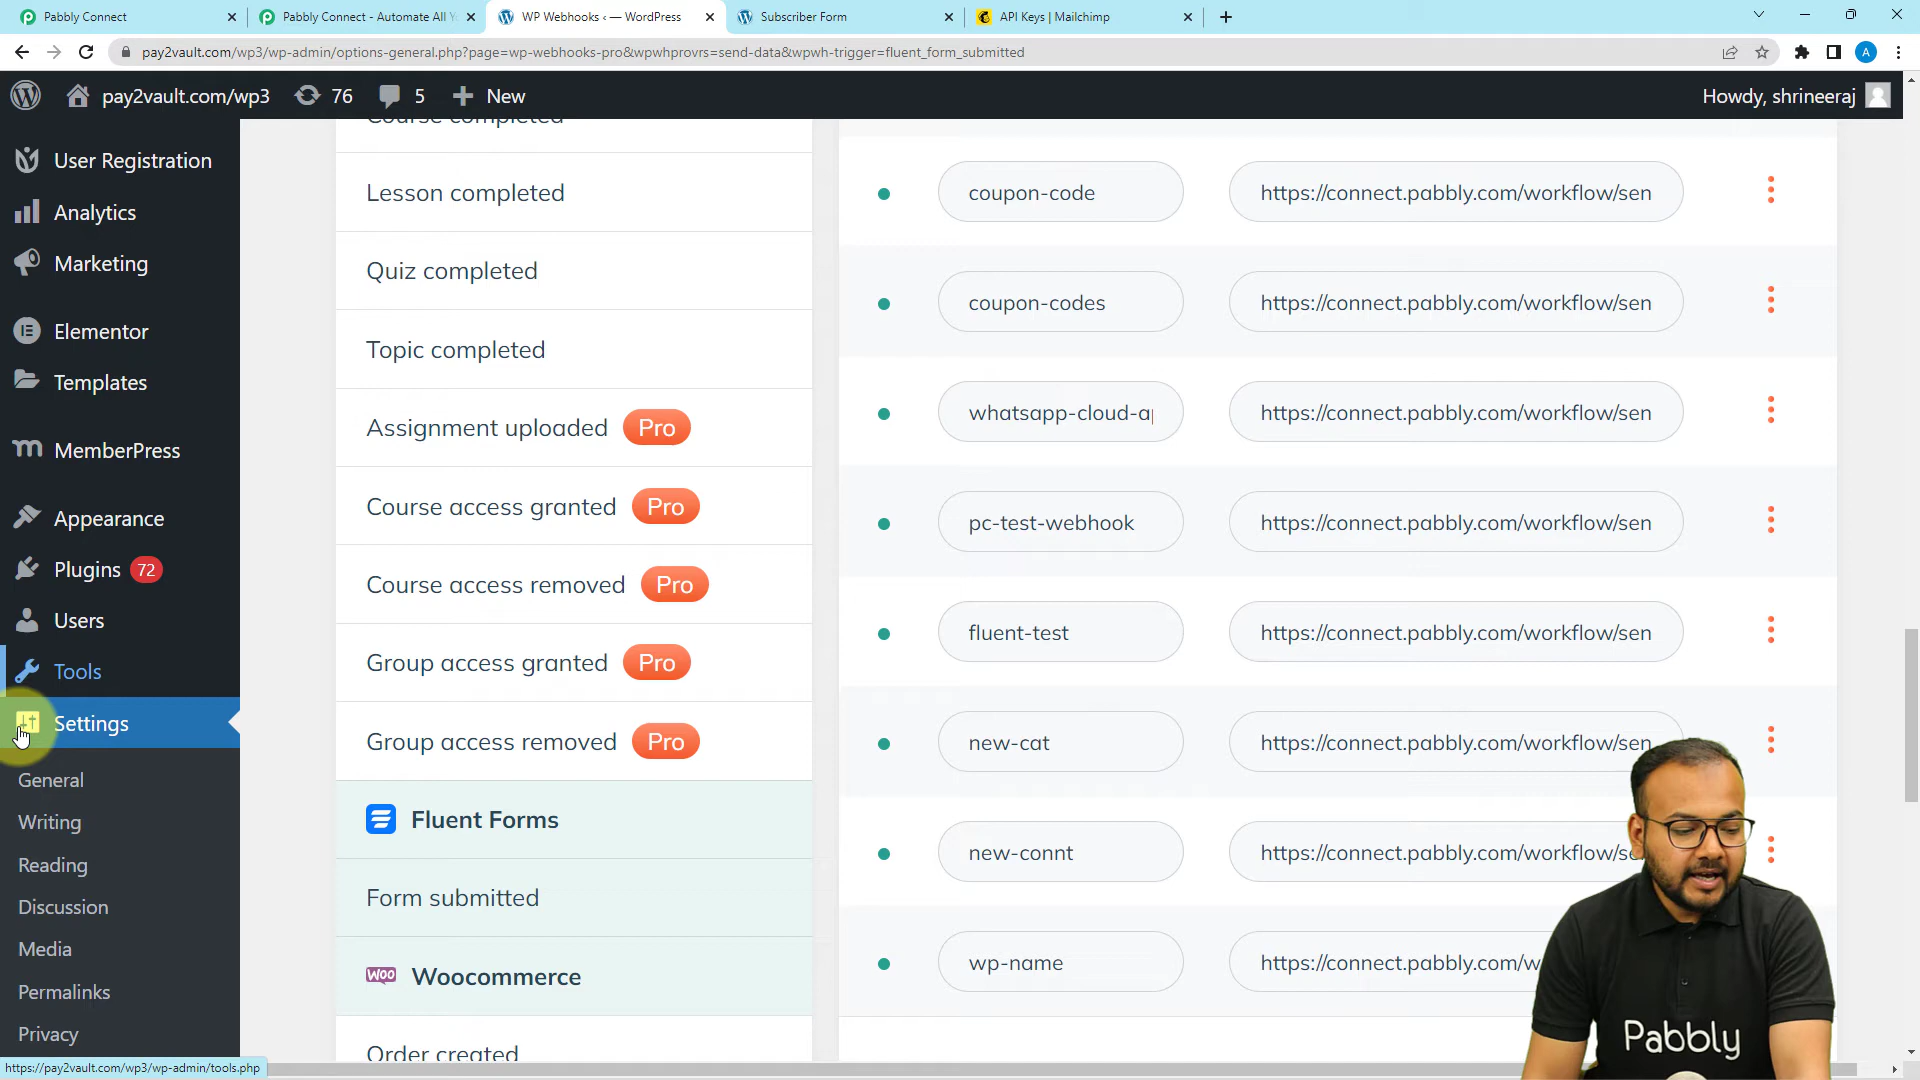 Pabbly Connect
Pabbly Connect - Automate All Y
WP Webhooks ‹ — WordPress
Subscriber Form
API Keys | Mailchimp
pay2vault.com/wp3/wp-admin/options-general.php?page=wp-webhooks-pro&wpwhprovrs=send-data&wpwh-trigger=fluent_form_submitted
A
pay2vault.com/wp3
76
5
New
Howdy, shrineeraj
User Registration
Analytics
Marketing
Elementor
Templates
MemberPress
Appearance
Plugins 72
Users
Tools
Settings
General
Writing
Reading
Discussion
Media
Permalinks
Privacy
https://pay2vault.com/wp3/wp-admin/tools.php
Course completed
Lesson completed
Quiz completed
Topic completed
Assignment uploaded Pro
Course access granted Pro
Course access removed Pro
Group access granted Pro
Group access removed Pro
Fluent Forms
Form submitted
Woo Woocommerce
Order created
coupon-code https://connect.pabbly.com/workflow/sen
coupon-codes https://connect.pabbly.com/workflow/sen
whatsapp-cloud-ap https://connect.pabbly.com/workflow/sen
pc-test-webhook https://connect.pabbly.com/workflow/sen
fluent-test https://connect.pabbly.com/workflow/sen
new-cat https://connect.pabbly.com/workflow/sen
new-connt https://connect.pabbly.com/workflow/se
wp-name https://connect.pabbly.com/w
Pabbly